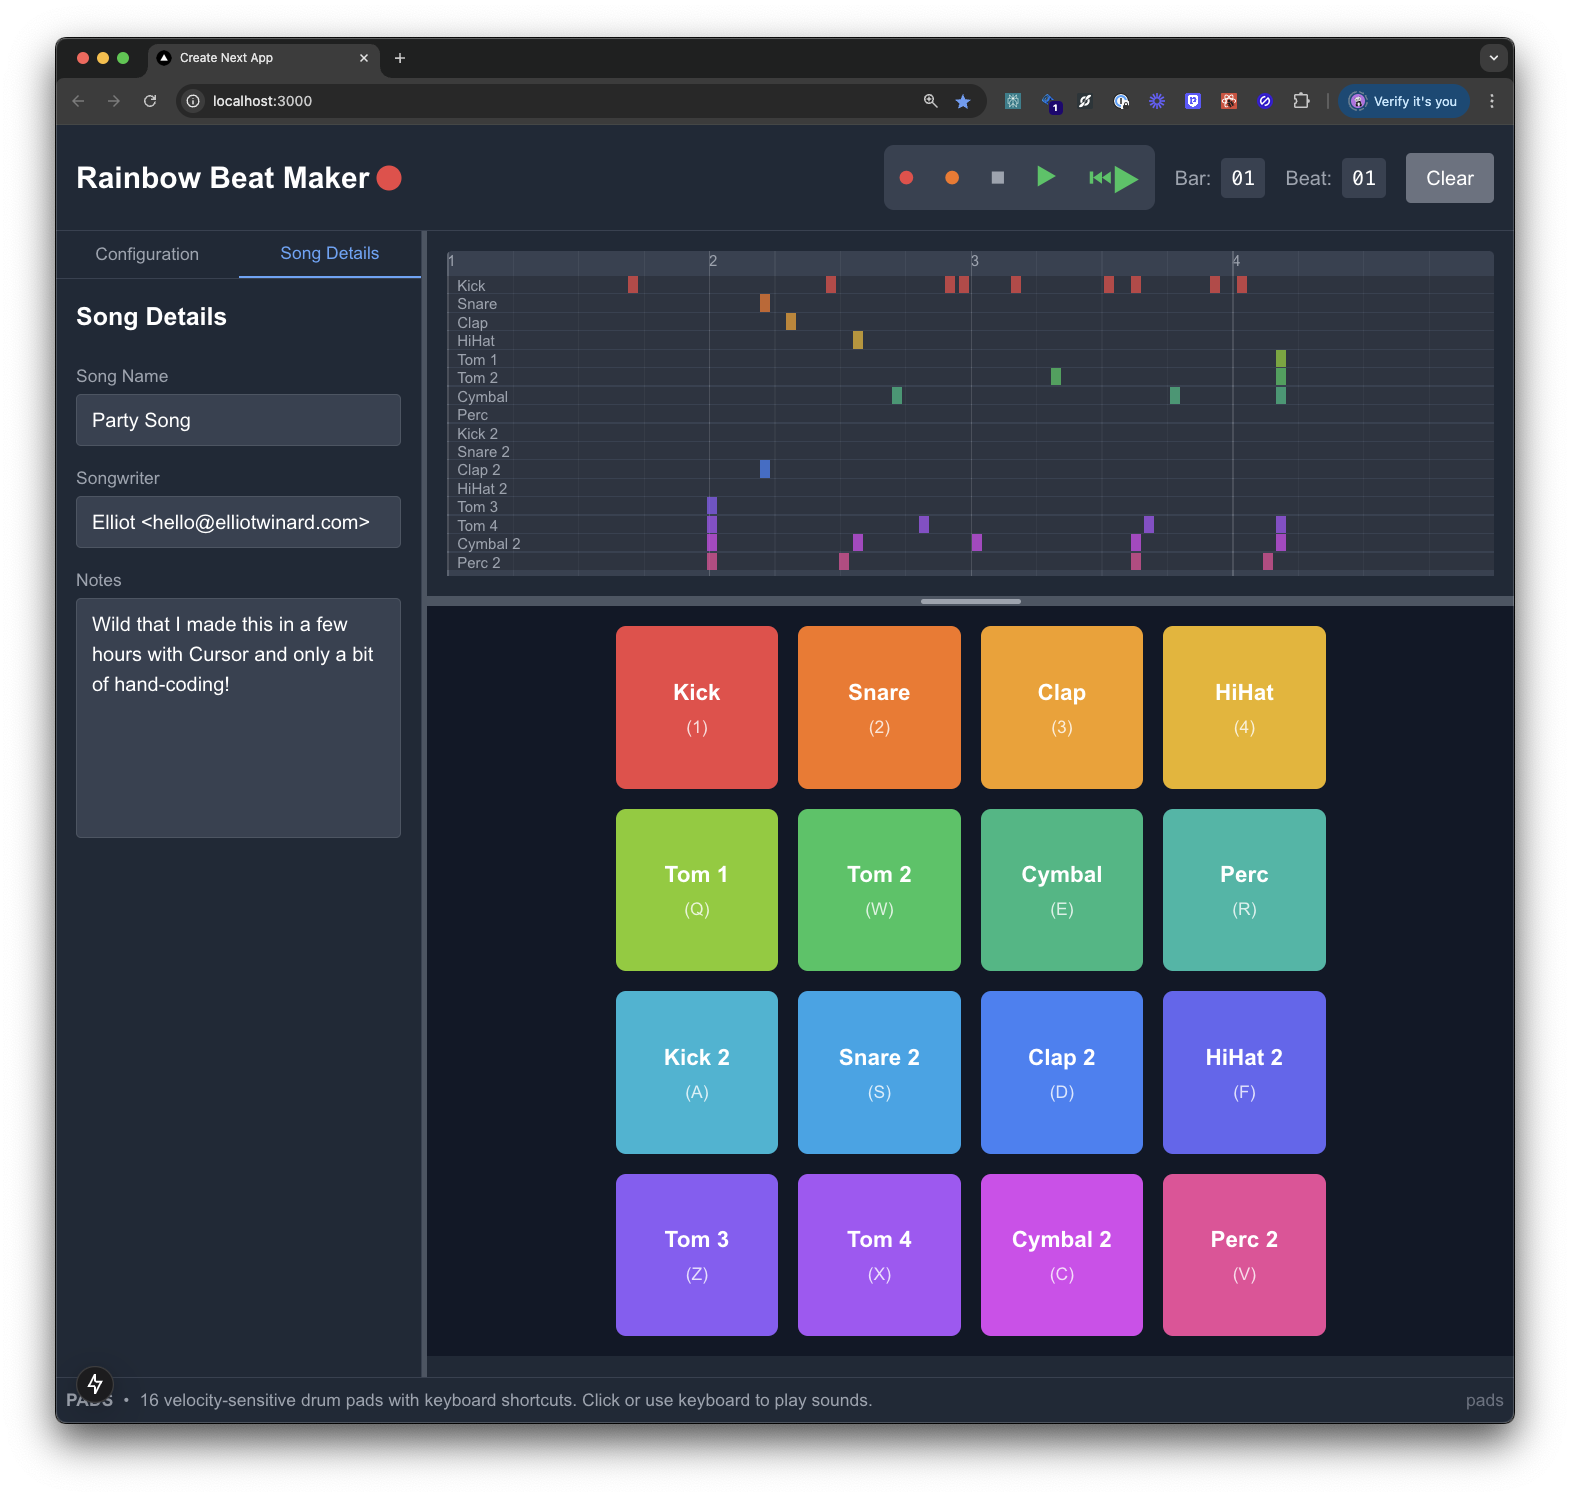 Create Next App
localhost:3000
1
Verify it's you
Rainbow Beat Maker
Bar: 01 Beat: 01 Clear
Configuration Song Details
Song Details
Song Name
Party Song
Songwriter
Elliot <hello@elliotwinard.com>
Notes
Wild that I made this in a few
hours with Cursor and only a bit
of hand-coding!
1 2 3 4
Kick
Snare
Clap
HiHat
Tom 1
Tom 2
Cymbal
Perc
Kick 2
Snare 2
Clap 2
HiHat 2
Tom 3
Tom 4
Cymbal 2
Perc 2
Kick Snare Clap HiHat
(1) (2) (3) (4)
Tom 1 Tom 2 Cymbal Perc
(Q) (W) (E) (R)
Kick 2 Snare 2 Clap 2 HiHat 2
(A) (S) (D) (F)
Tom 3 Tom 4 Cymbal 2 Perc 2
(Z) (X) (C) (V)
PADS • 16 velocity-sensitive drum pads with keyboard shortcuts. Click or use keyboard to play sounds. pads